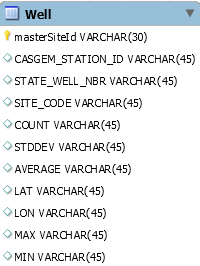 Well
masterSiteId VARCHAR(30)
CASGEM_STATION_ID VARCHAR(45)
STATE_WELL_NBR VARCHAR(45)
SITE_CODE VARCHAR(45)
COUNT VARCHAR(45)
STDDEV VARCHAR(45)
AVERAGE VARCHAR(45)
LAT VARCHAR(45)
LON VARCHAR(45)
MAX VARCHAR(45)
MIN VARCHAR(45)